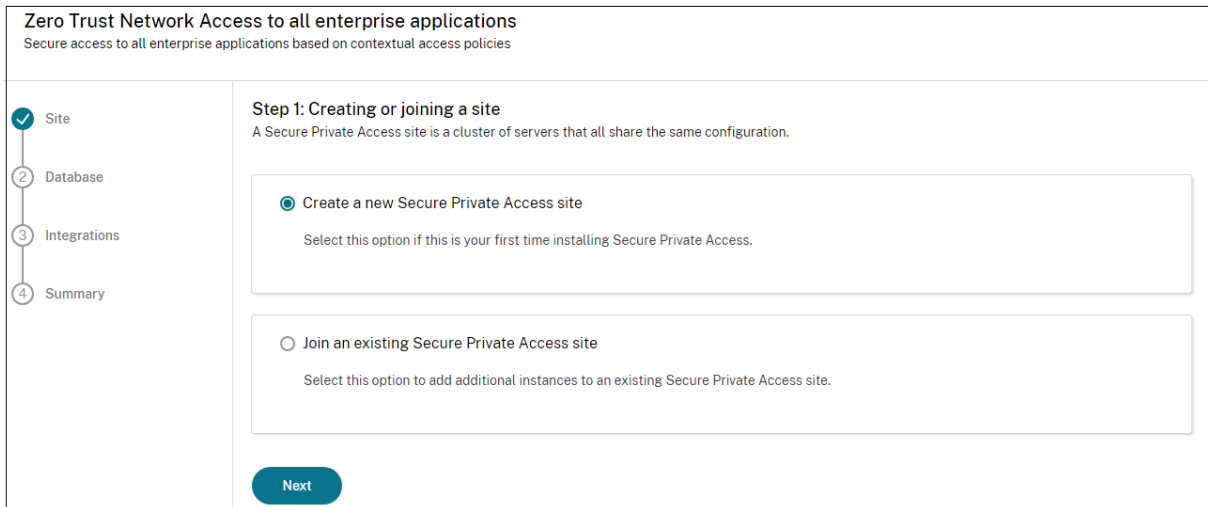 Zero Trust Network Access to all enterprise applications
Secure access to all enterprise applications based on contextual access policies
Site
2 Database
3 Integrations
4 Summary
Step 1: Creating or joining a site
A Secure Private Access site is a cluster of servers that all share the same configuration.
Create a new Secure Private Access site
Select this option if this is your first time installing Secure Private Access.
Join an existing Secure Private Access site
Select this option to add additional instances to an existing Secure Private Access site.
Next